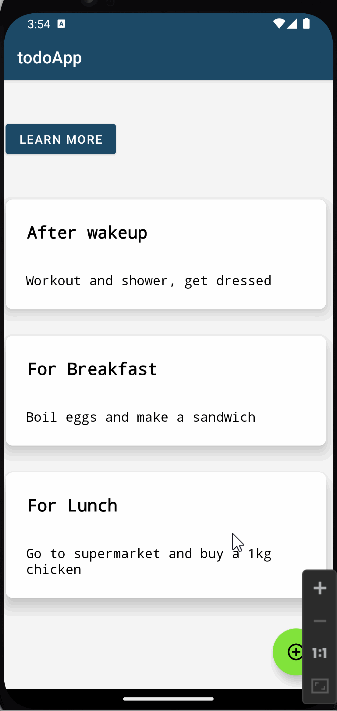 3:54 A
todoApp
LEARN MORE
After wakeup
Workout and shower, get dressed
For Breakfast
Boil eggs and make a sandwich
For Lunch
Go to supermarket and buy a 1kg
chicken
1:1